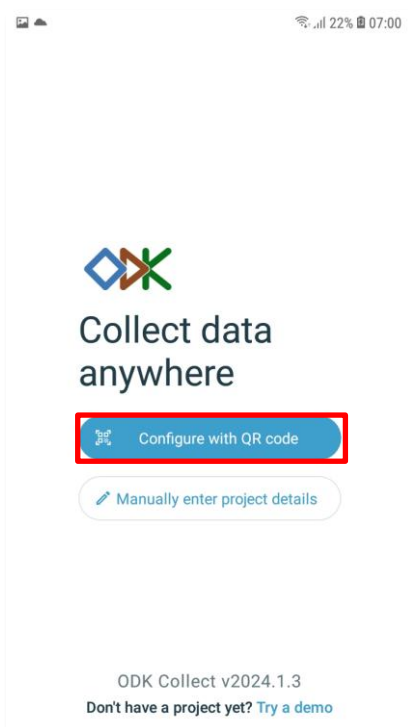 22% 07:00
ODK
Collect data
anywhere
Configure with QR code
Manually enter project details
ODK Collect v2024.1.3
Don't have a project yet? Try a demo